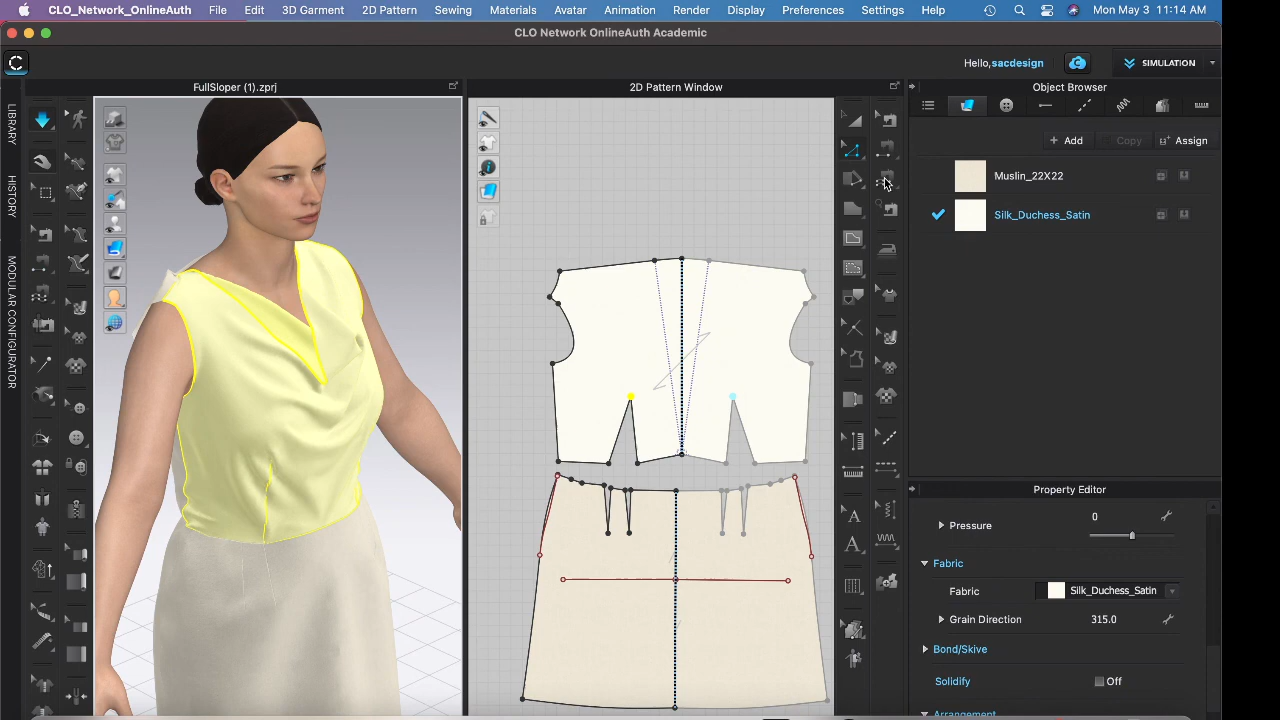 CLO_Network_OnlineAuth File Edit 3D Garment 2D Pattern Sewing Materials Avatar Animation Render Display Preferences Settings Help Mon May 3 11:14 AM
CLO Network OnlineAuth Academic
Hello, sacdesign SIMULATION
FullSloper (1).zprj 2D Pattern Window Object Browser
LIBRARY
HISTORY
MODULAR CONFIGURATOR
+ Add Copy Assign
Muslin_22X22
Silk_Duchess_Satin
Property Editor
Pressure 0
Fabric
Fabric Silk_Duchess_Satin
Grain Direction 315.0
Bond/Skive
Solidify Off
Arrangement